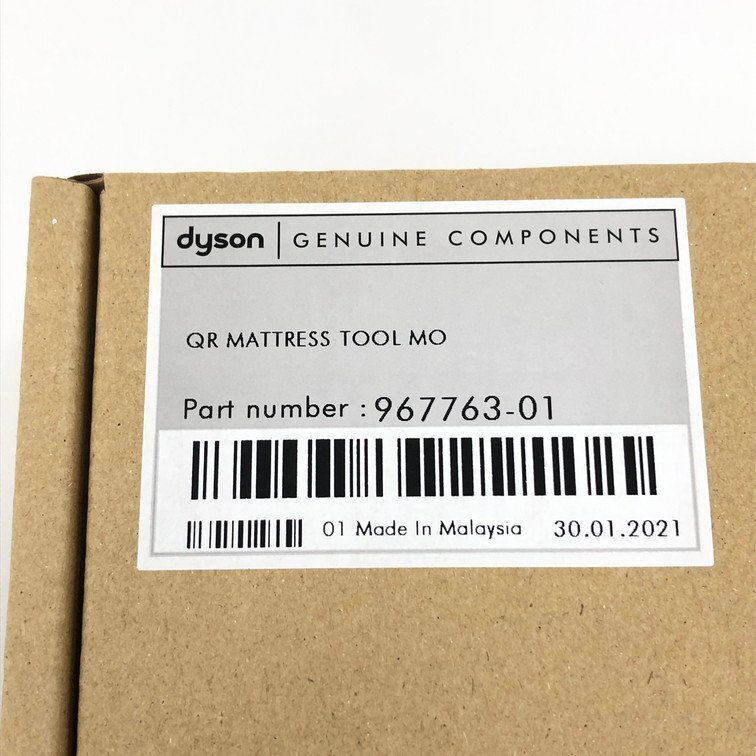 dyson | GENUINE COMPONENTS
QR MATTRESS TOOL MO
Part number : 967763-01
01 Made In Malaysia 30.01.2021